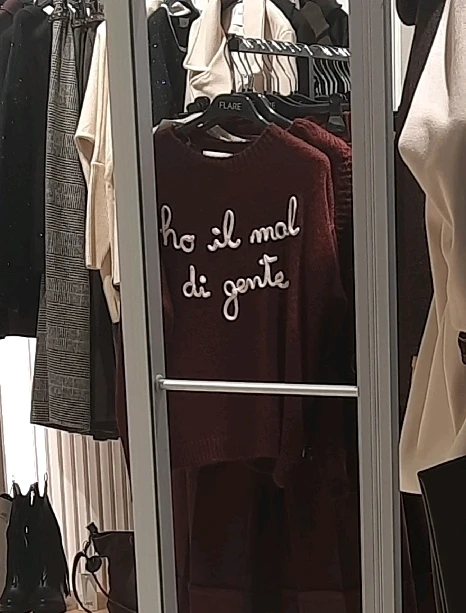 FLARE
ho il mal
di gente